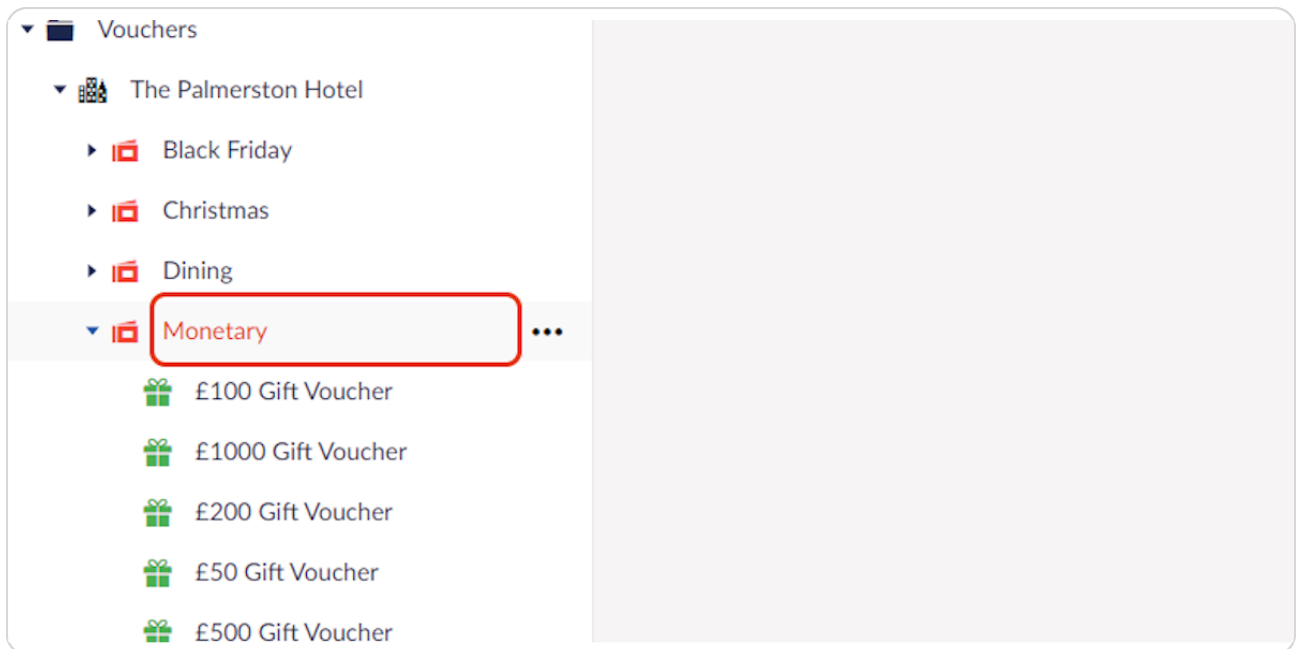 Vouchers
The Palmerston Hotel
Black Friday
Christmas
Dining
Monetary
£100 Gift Voucher
£1000 Gift Voucher
£200 Gift Voucher
£50 Gift Voucher
£500 Gift Voucher